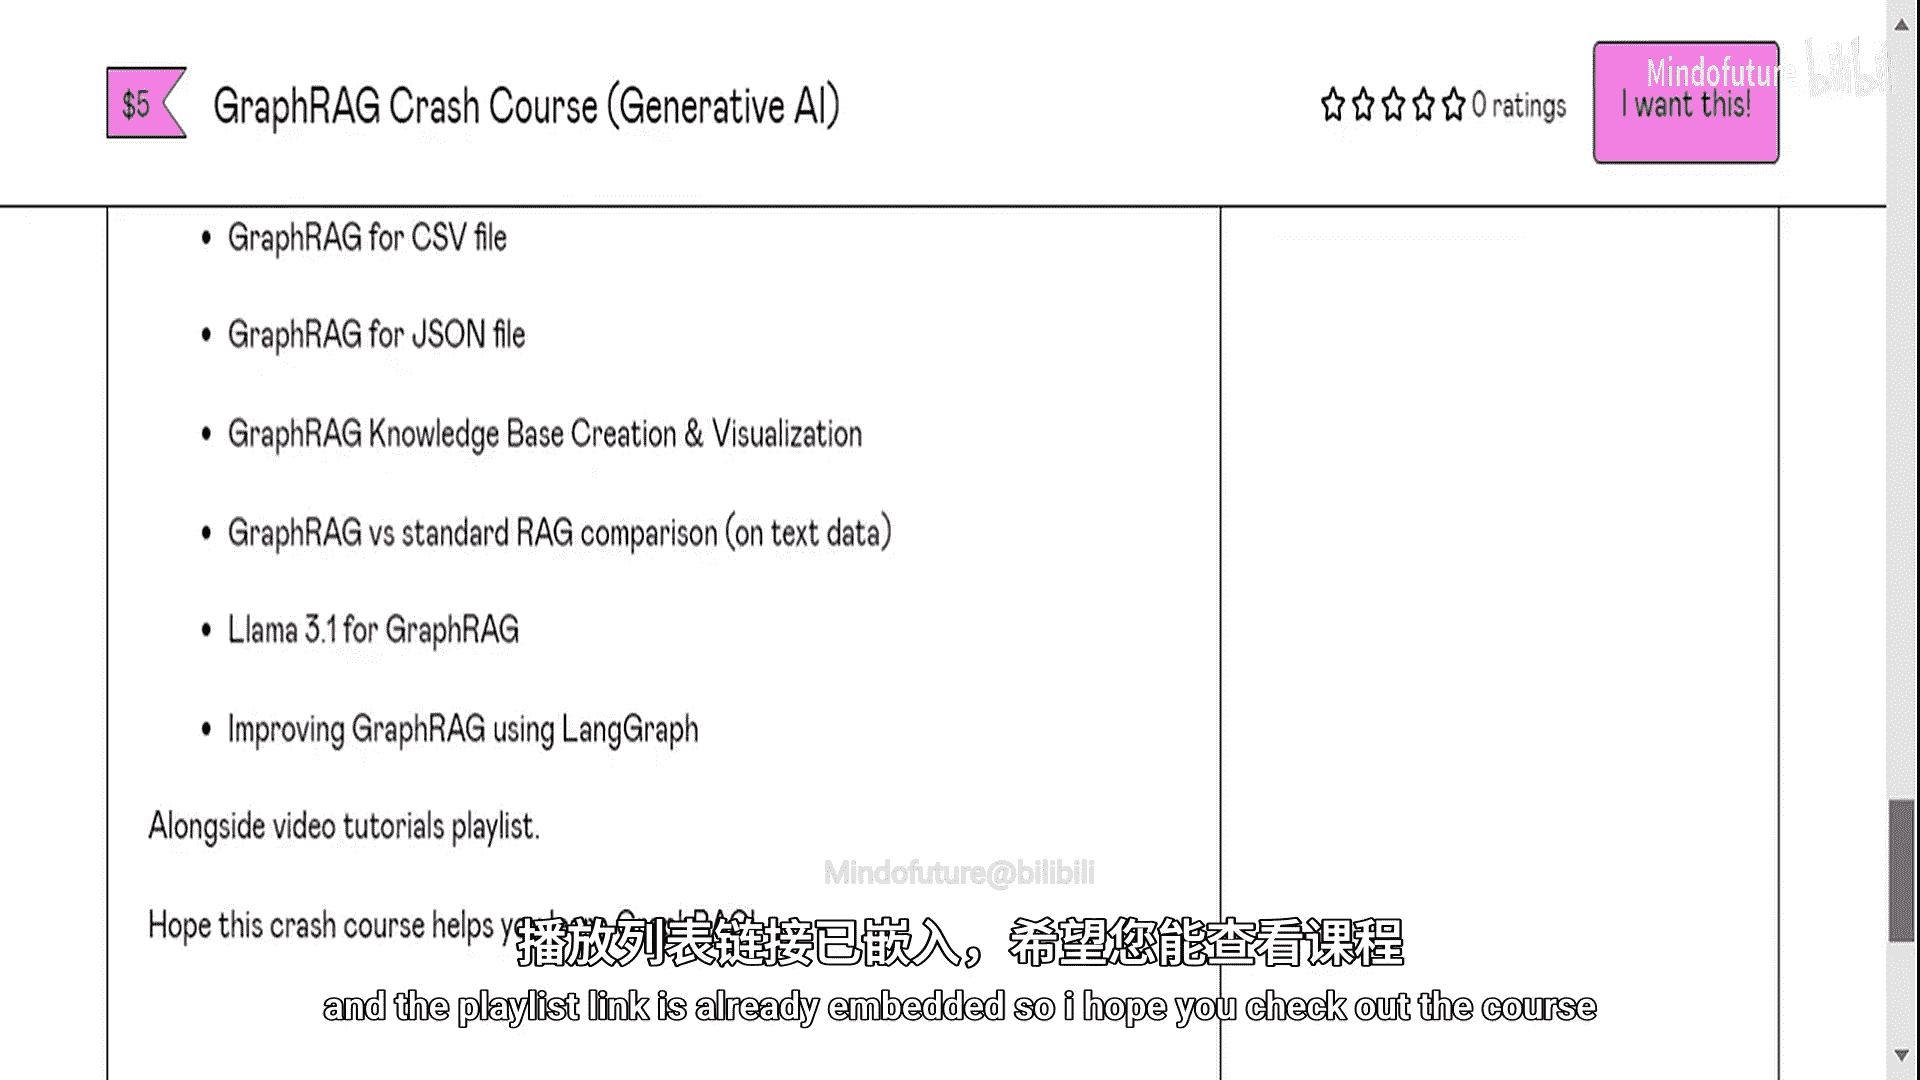 $5
GraphRAG Crash Course (Generative AI)
0 ratings
Mindofuture bilibili
I want this!
GraphRAG for CSV file
GraphRAG for JSON file
GraphRAG Knowledge Base Creation & Visualization
GraphRAG vs standard RAG comparison (on text data)
Llama 3.1 for GraphRAG
Improving GraphRAG using LangGraph
Alongside video tutorials playlist.
Mindofuture@bilibili
Hope this crash course helps
播放列表链接已嵌入，希望您能查看课程
and the playlist link is already embedded so i hope you check out the course